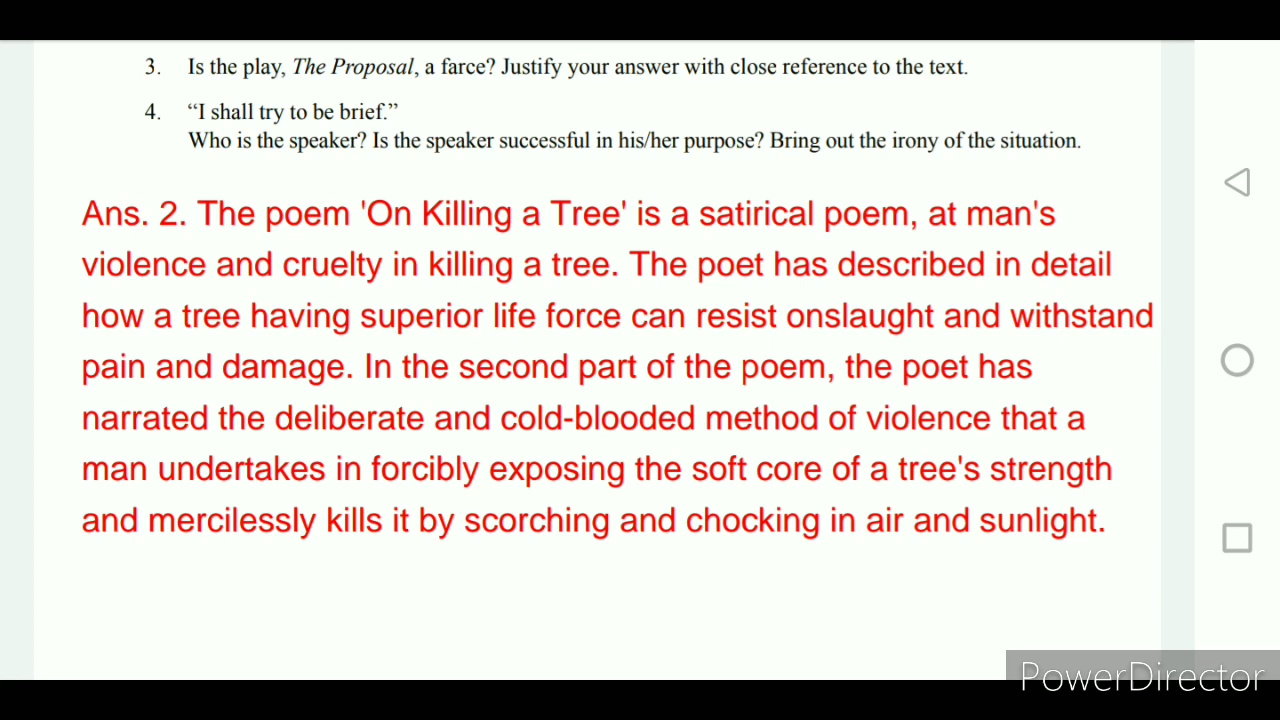 3. Is the play, The Proposal, a farce? Justify your answer with close reference to the text.
4. “I shall try to be brief.”
Who is the speaker? Is the speaker successful in his/her purpose? Bring out the irony of the situation.
Ans. 2. The poem 'On Killing a Tree' is a satirical poem, at man's
violence and cruelty in killing a tree. The poet has described in detail
how a tree having superior life force can resist onslaught and withstand
pain and damage. In the second part of the poem, the poet has
narrated the deliberate and cold-blooded method of violence that a
man undertakes in forcibly exposing the soft core of a tree's strength
and mercilessly kills it by scorching and chocking in air and sunlight.
PowerDirector